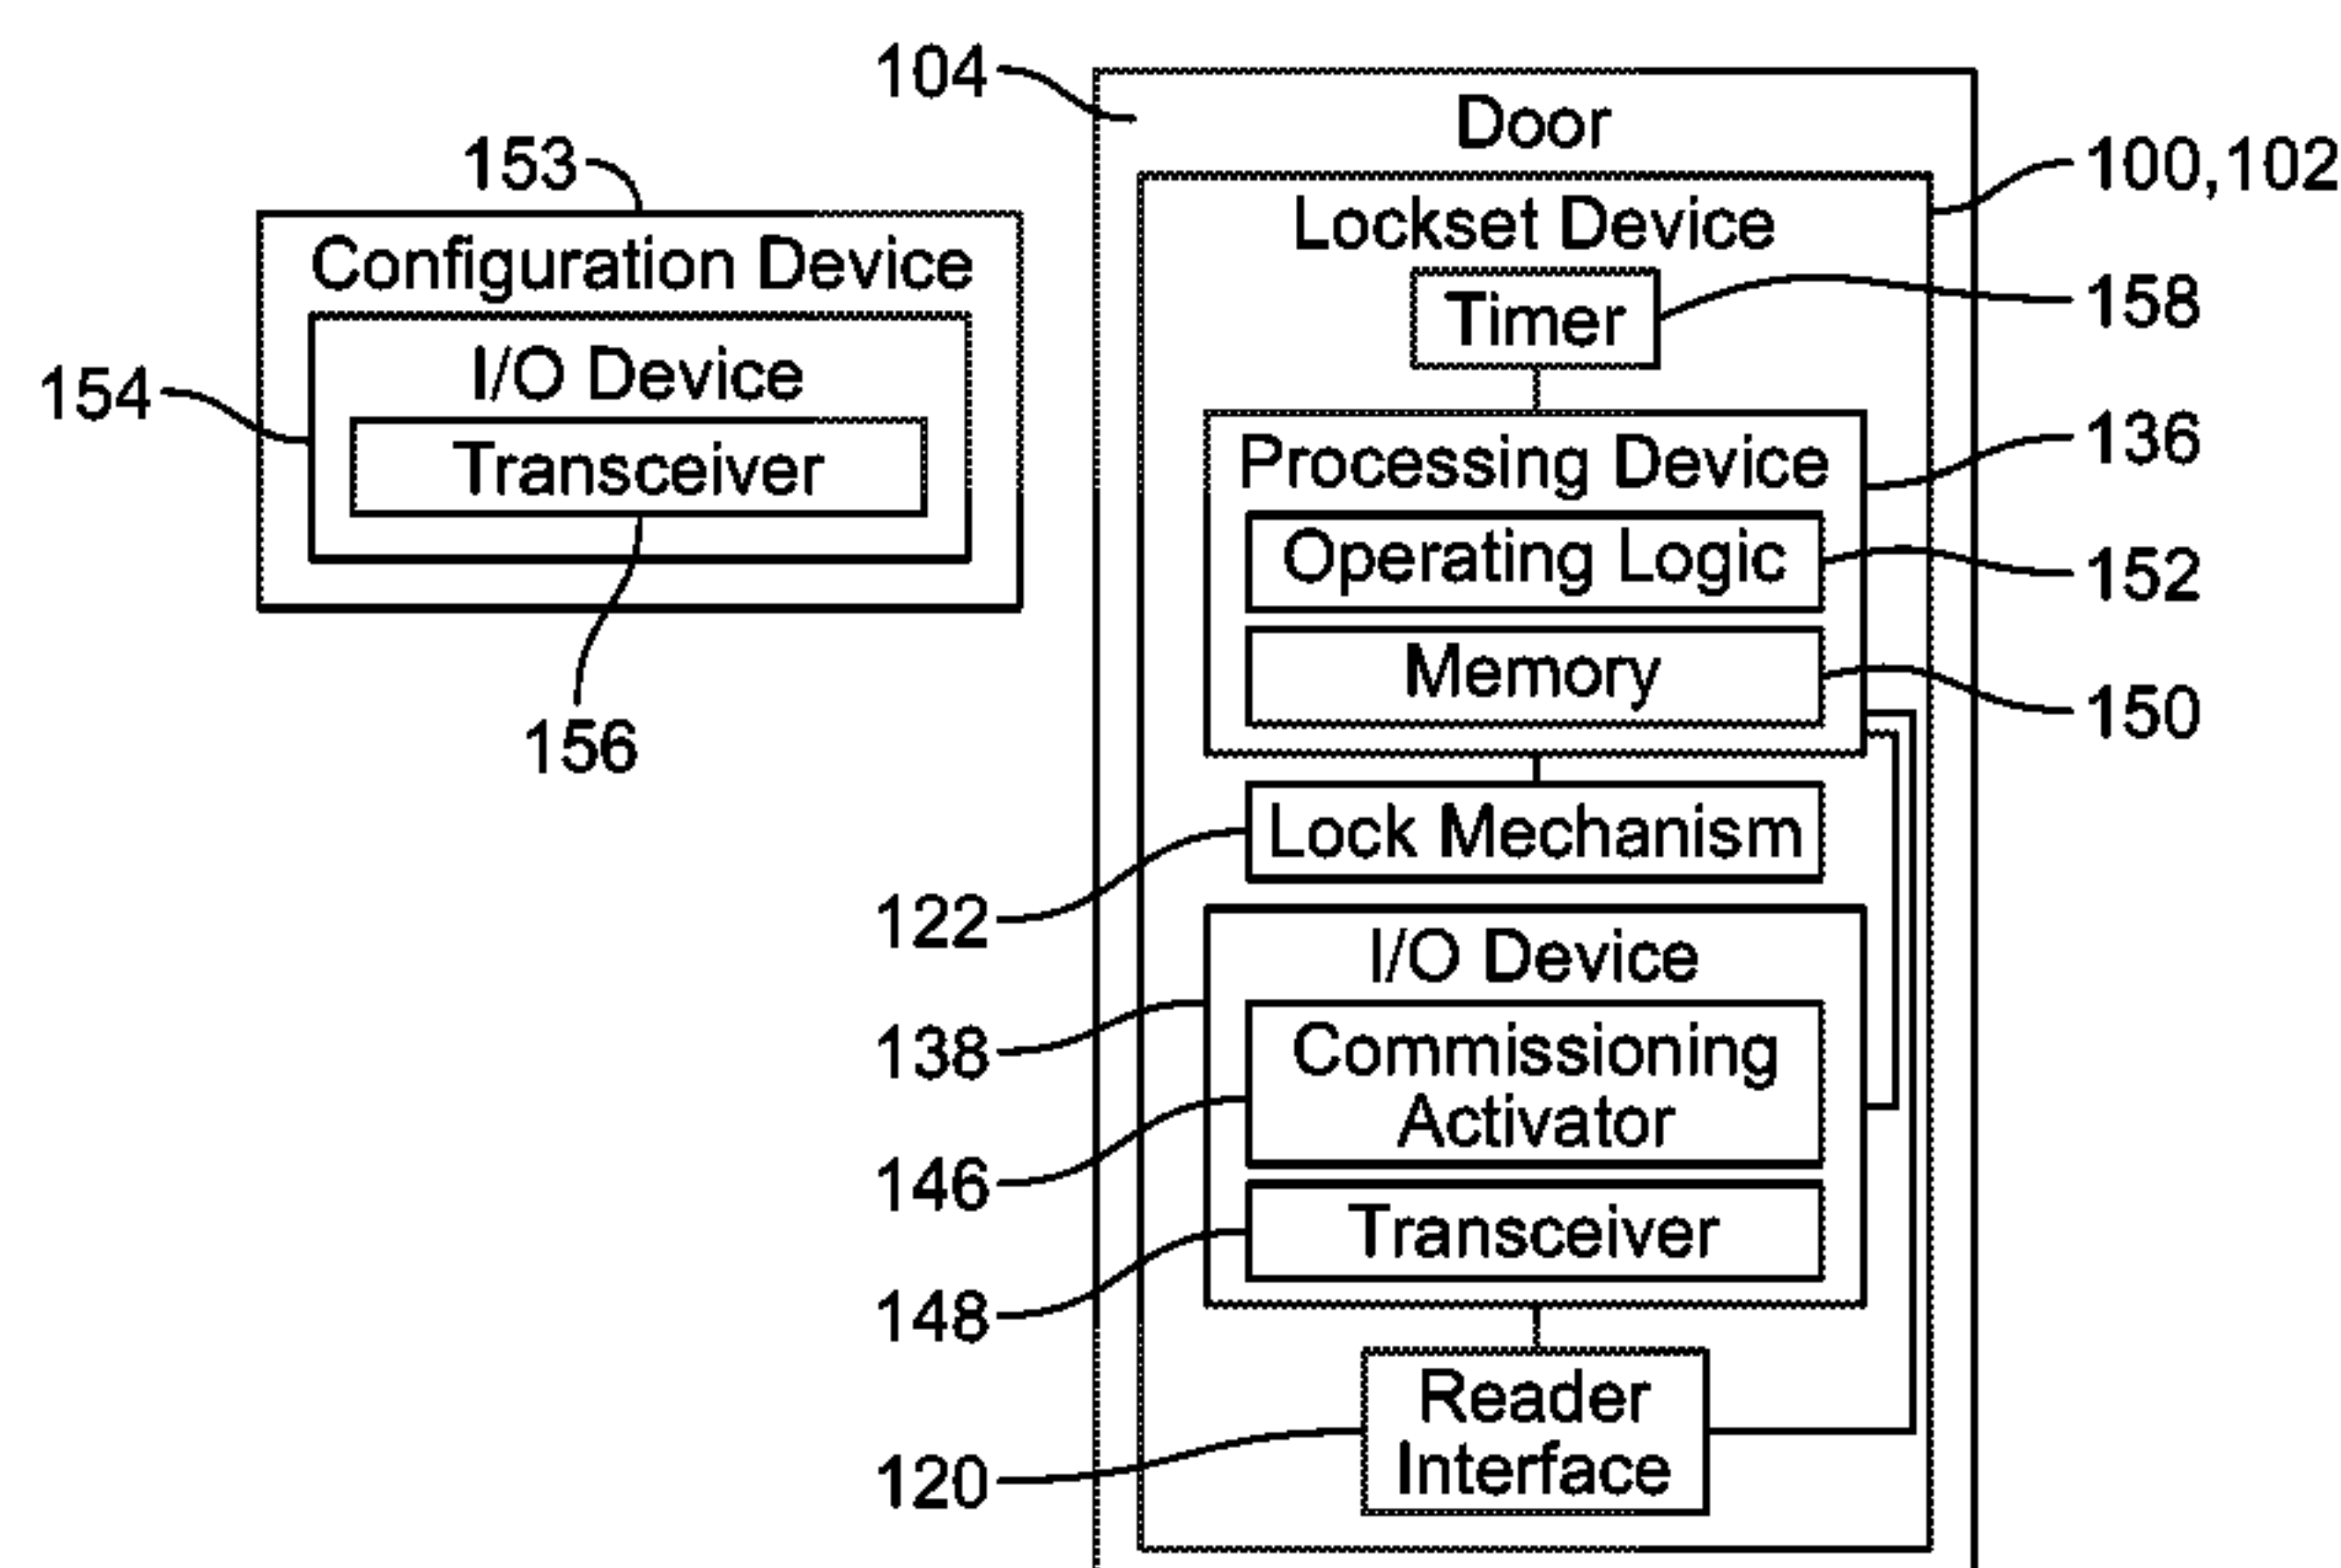 104
Door
153
100,102
Configuration Device
Lockset Device
158
Timer
I/O Device
154
Transceiver
136
Processing Device
Operating Logic
152
Memory
150
156
Lock Mechanism
122
I/O Device
138
Commissioning
Activator
146
Transceiver
148
Reader
Interface
120